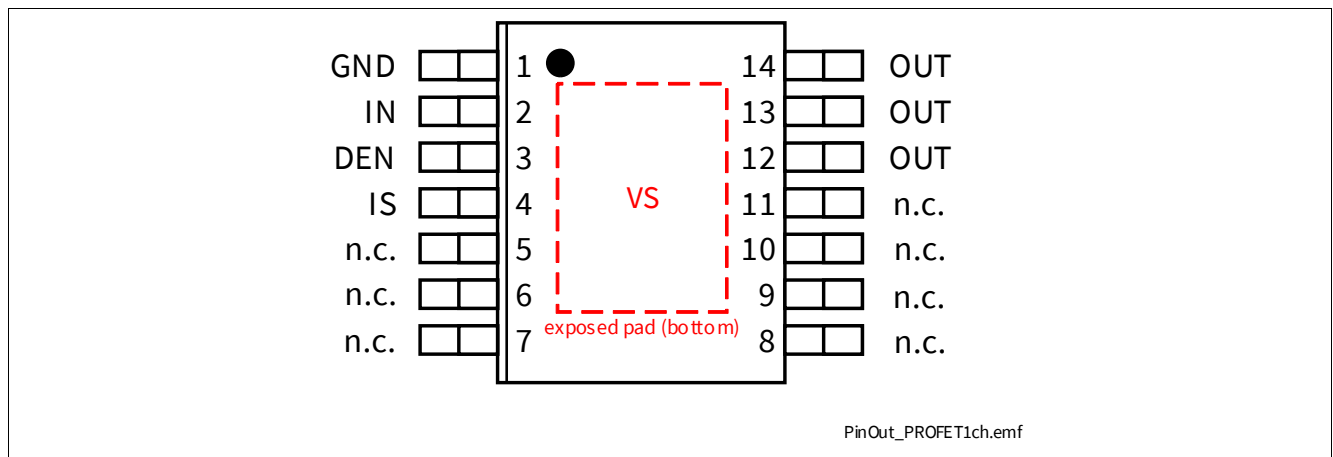 GND 1 14 OUT
IN 2 13 OUT
DEN 3 12 OUT
IS 4 VS 11 n.c.
n.c. 5 10 n.c.
n.c. 6 9 n.c.
n.c. 7 exposed pad (bottom) 8 n.c.
PinOut_PROFET1ch.emf